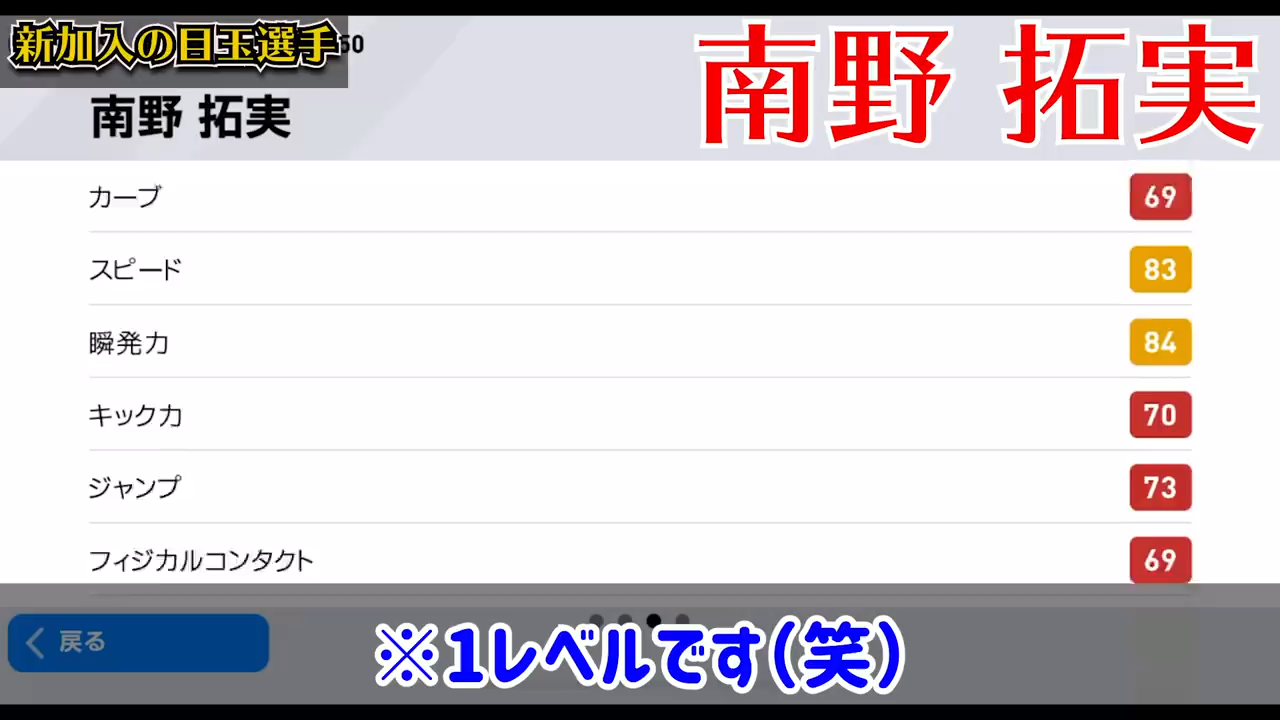 新加入の目玉選手
50
南野 拓実
南野 拓実
カーブ 69
スピード 83
瞬発力 84
キック力 70
ジャンプ 73
フィジカルコンタクト 69
戻る
※1レベルです(笑)